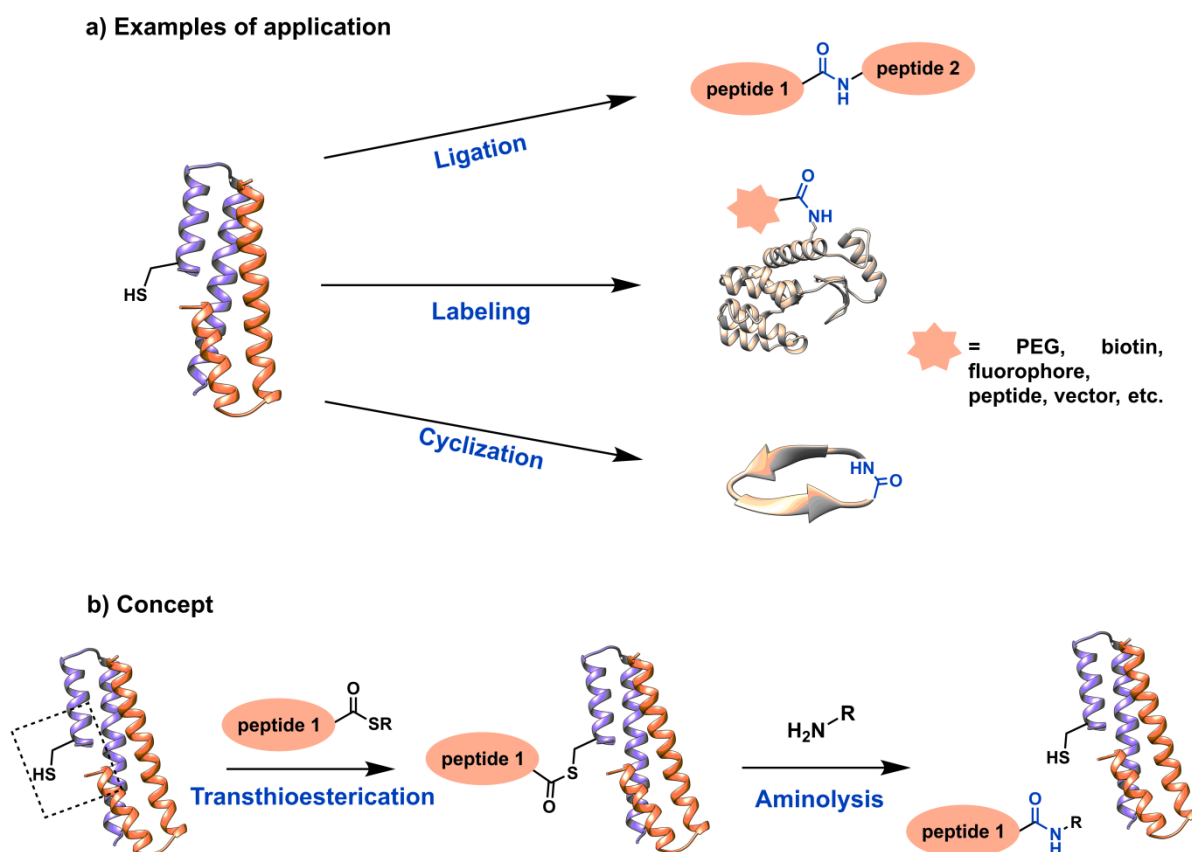 a) Examples of application
O
peptide 1
N
H
peptide 2
Ligation
O
NH
HS
Labeling
= PEG, biotin,
fluorophore,
peptide, vector, etc.
Cyclization
HN
O
b) Concept
peptide 1
O
SR
HS
Transthioesterication
peptide 1
S
O
H2N
R
Aminolysis
HS
peptide 1
O
N
H
R